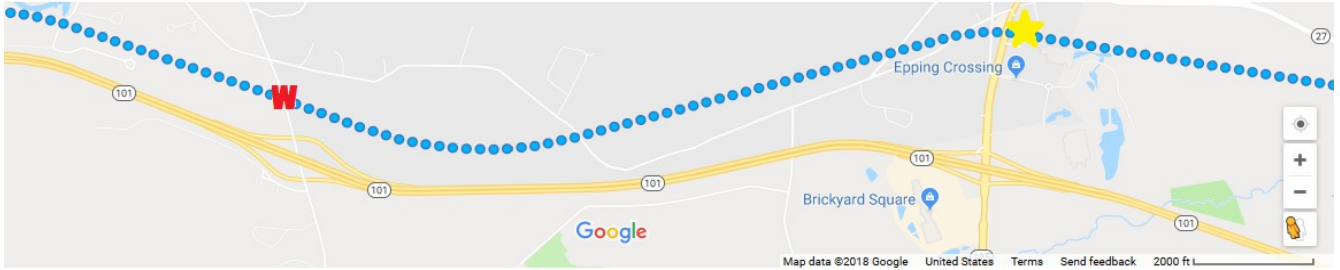 27
Epping Crossing
101
W
101
101
101
Brickyard Square
101
Google
Map data ©2018 Google United States Terms Send feedback 2000 ft